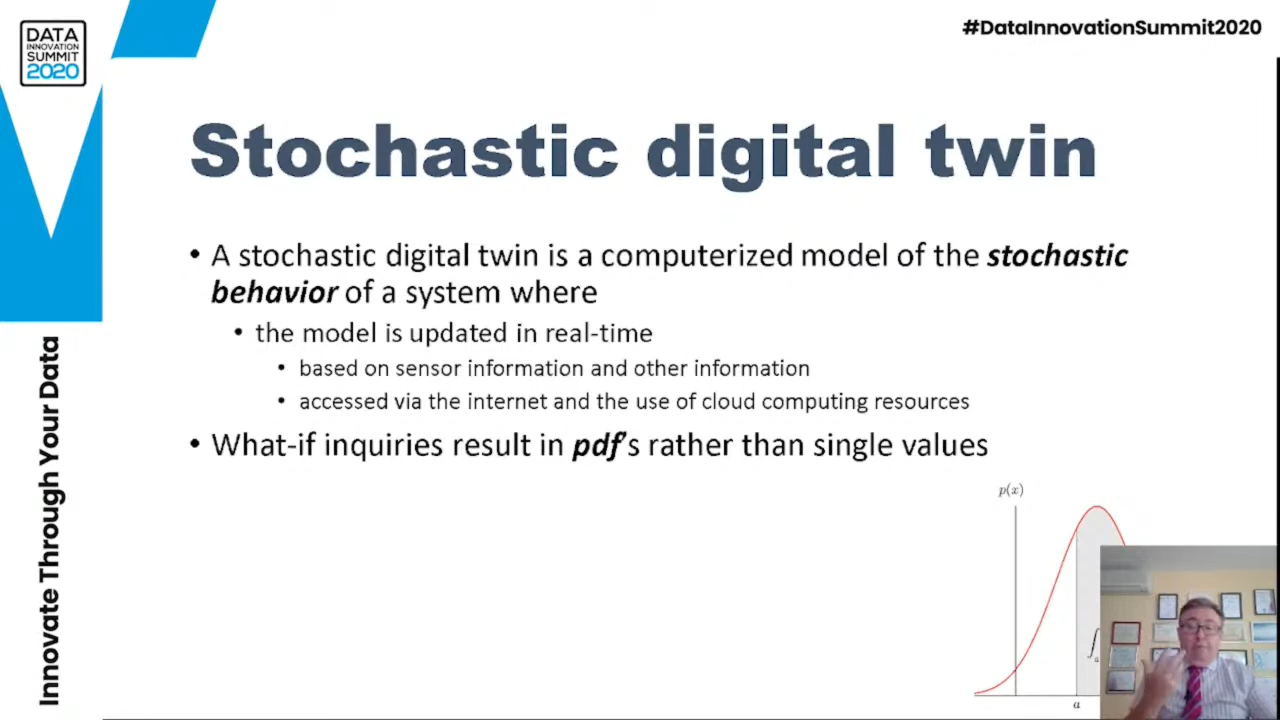 DATA
INNOVATION
SUMMIT
2020
#DataInnovationSummit2020
Innovate Through Your Data
Stochastic digital twin
• A stochastic digital twin is a computerized model of the stochastic
behavior of a system where
• the model is updated in real-time
• based on sensor information and other information
• accessed via the internet and the use of cloud computing resources
• What-if inquiries result in pdf's rather than single values
p(x)
∫a
a